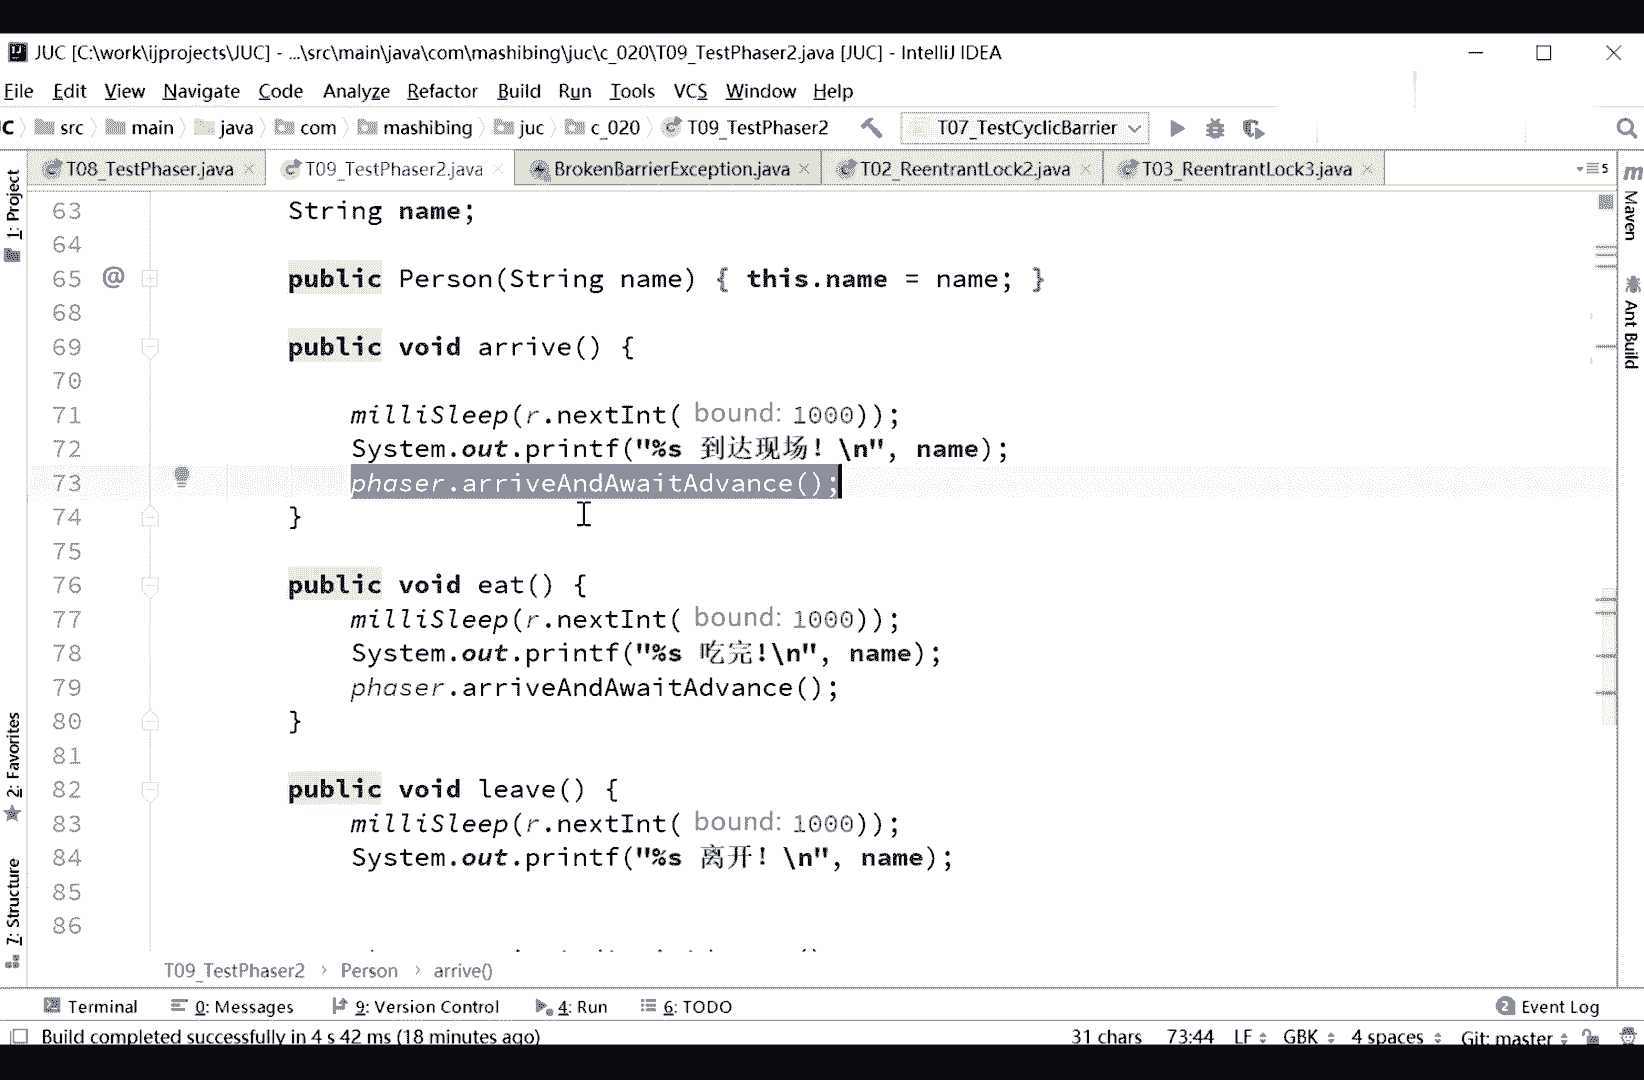 JUC [C:\work\ijprojects\JUC] - ...\src\main\java\com\mashibing\juc\c_020\T09_TestPhaser2.java [JUC] - IntelliJ IDEA
File Edit View Navigate Code Analyze Refactor Build Run Tools VCS Window Help
src main java com mashibing juc c_020 T09_TestPhaser2 T07_TestCyclicBarrier
T08_TestPhaser.java T09_TestPhaser2.java BrokenBarrierException.java T02_ReentrantLock2.java T03_ReentrantLock3.java 5
1: Project
2: Favorites
7: Structure
Maven
Ant Build
63 String name;
64
65 @ public Person(String name) { this.name = name; }
68
69 public void arrive() {
70
71 milliSleep(r.nextInt( bound: 1000));
72 System.out.printf("%s 到达现场! \n", name);
73 phaser.arriveAndAwaitAdvance();
74 }
75
76 public void eat() {
77 milliSleep(r.nextInt( bound: 1000));
78 System.out.printf("%s 吃完!\n", name);
79 phaser.arriveAndAwaitAdvance();
80 }
81
82 public void leave() {
83 milliSleep(r.nextInt( bound: 1000));
84 System.out.printf("%s 离开! \n", name);
85
86
T09_TestPhaser2 › Person › arrive()
Terminal 0: Messages 9: Version Control 4: Run 6: TODO 2 Event Log
Build completed successfully in 4 s 42 ms (18 minutes ago) 31 chars 73:44 LF GBK 4 spaces Git: master